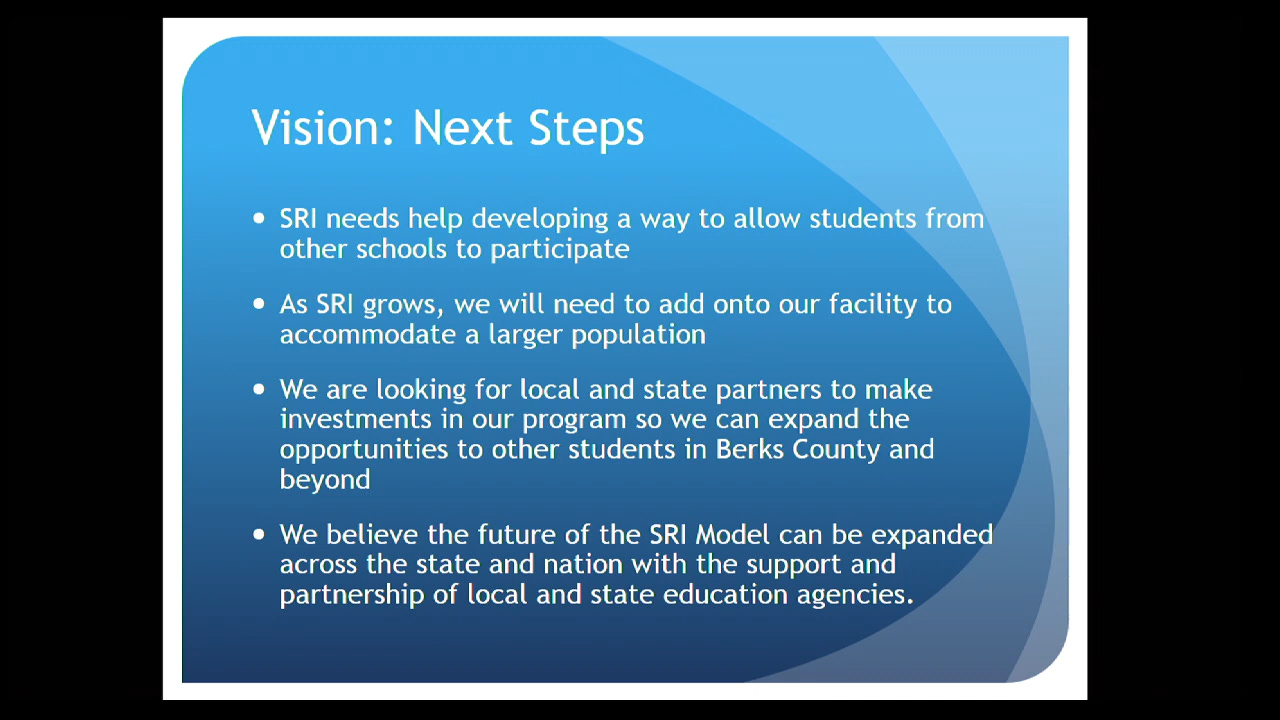 Vision: Next Steps
• SRI needs help developing a way to allow students from
other schools to participate
• As SRI grows, we will need to add onto our facility to
accommodate a larger population
• We are looking for local and state partners to make
investments in our program so we can expand the
opportunities to other students in Berks County and
beyond
• We believe the future of the SRI Model can be expanded
across the state and nation with the support and
partnership of local and state education agencies.